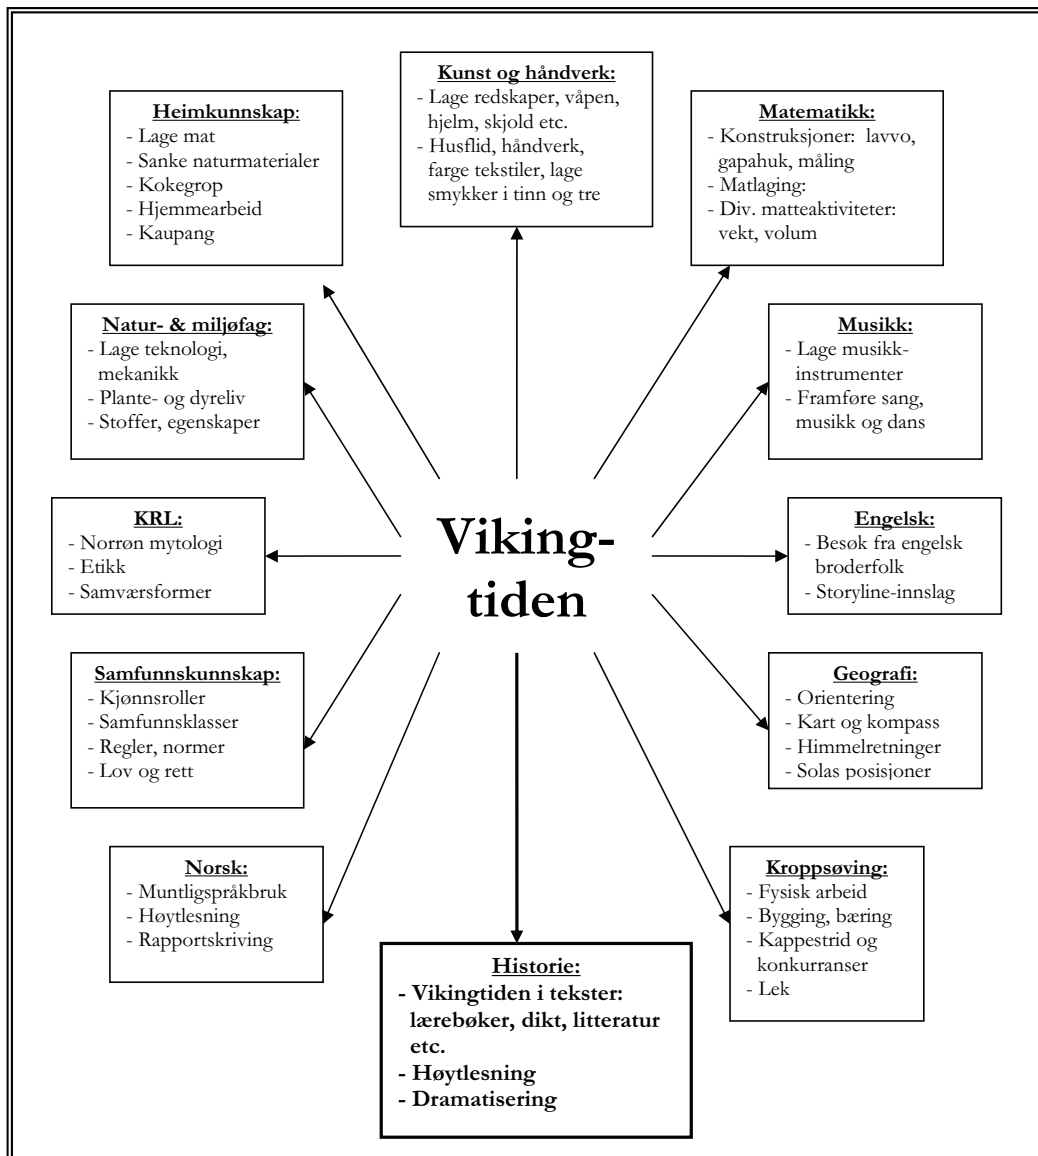 Kunst og håndverk:
- Lage redskaper, våpen,
hjelm, skjold etc.
- Husflid, håndverk,
farge tekstiler, lage
smykker i tinn og tre
Heimkunnskap:
- Lage mat
- Sanke naturmaterialer
- Kokegrop
- Hjemmearbeid
- Kaupang
Matematikk:
- Konstruksjoner: lavvo,
gapahuk, måling
- Matlaging:
- Div. matteaktiviteter:
vekt, volum
Natur- & miljøfag:
- Lage teknologi,
mekanikk
- Plante- og dyreliv
- Stoffer, egenskaper
Musikk:
- Lage musikk-
instrumenter
- Framføre sang,
musikk og dans
KRL:
- Norrøn mytologi
- Etikk
- Samværsformer
Viking-
tiden
Engelsk:
- Besøk fra engelsk
broderfolk
- Storyline-innslag
Samfunnskunnskap:
- Kjønnsroller
- Samfunnsklasser
- Regler, normer
- Lov og rett
Geografi:
- Orientering
- Kart og kompass
- Himmelretninger
- Solas posisjoner
Norsk:
- Muntligspråkbruk
- Høytlesning
- Rapportskriving
Kroppsøving:
- Fysisk arbeid
- Bygging, bæring
- Kappestrid og
konkurranser
- Lek
Historie:
- Vikingtiden i tekster:
lærebøker, dikt, litteratur
etc.
- Høytlesning
- Dramatisering